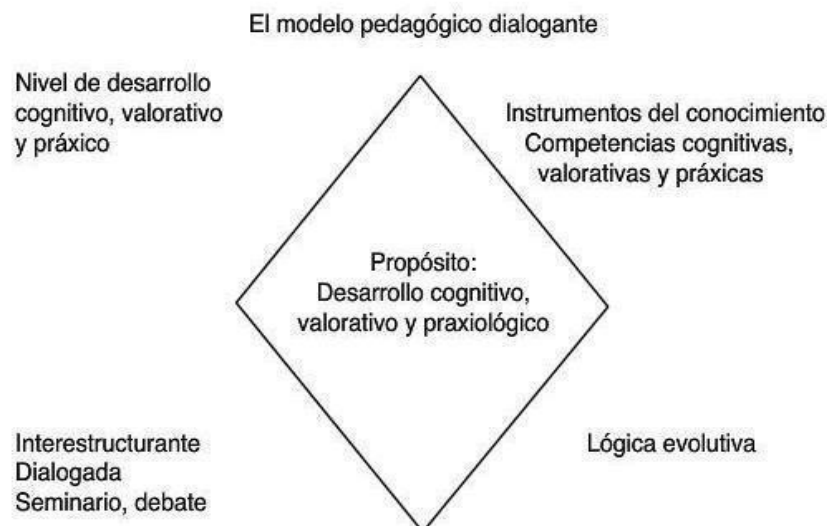 El modelo pedagógico dialogante
Nivel de desarrollo
cognitivo, valorativo
y práxico
Instrumentos del conocimiento
Competencias cognitivas,
valorativas y práxicas
Propósito:
Desarrollo cognitivo,
valorativo y praxiológico
Interestructurante
Dialogada
Seminario, debate
Lógica evolutiva